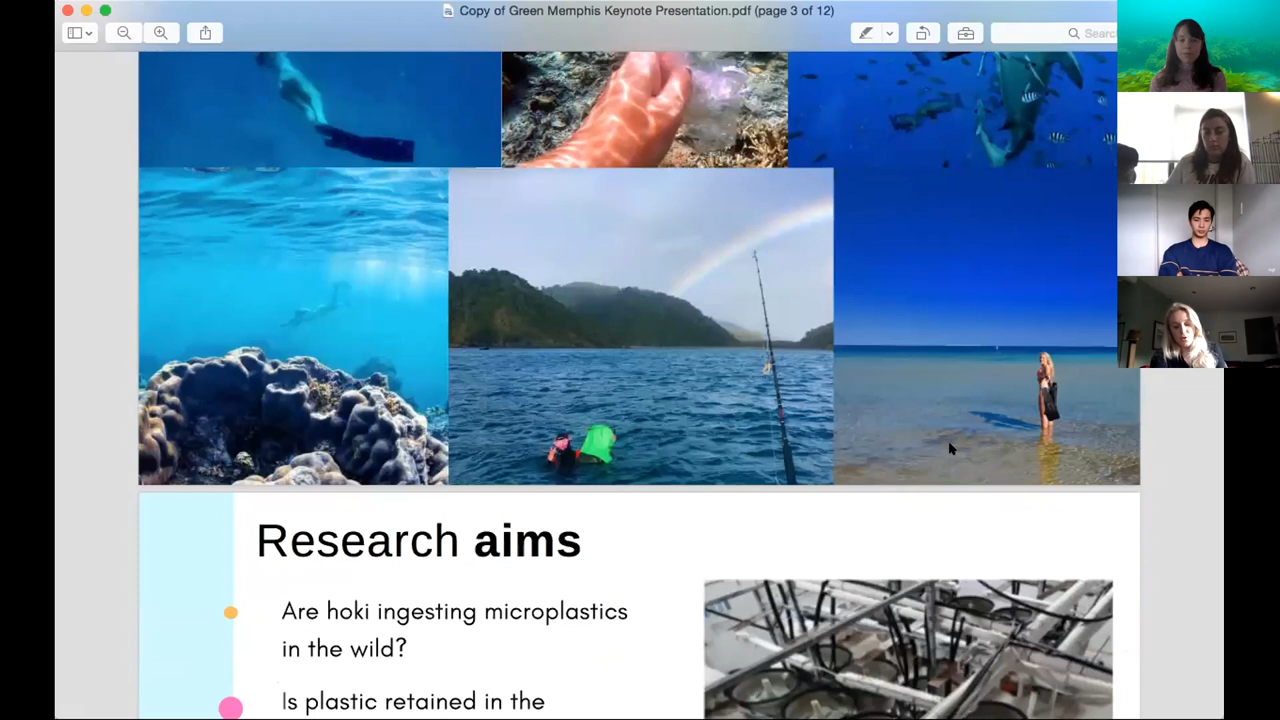 Copy of Green Memphis Keynote Presentation.pdf (page 3 of 12)
Search
Research aims
Are hoki ingesting microplastics
in the wild?
Is plastic retained in the